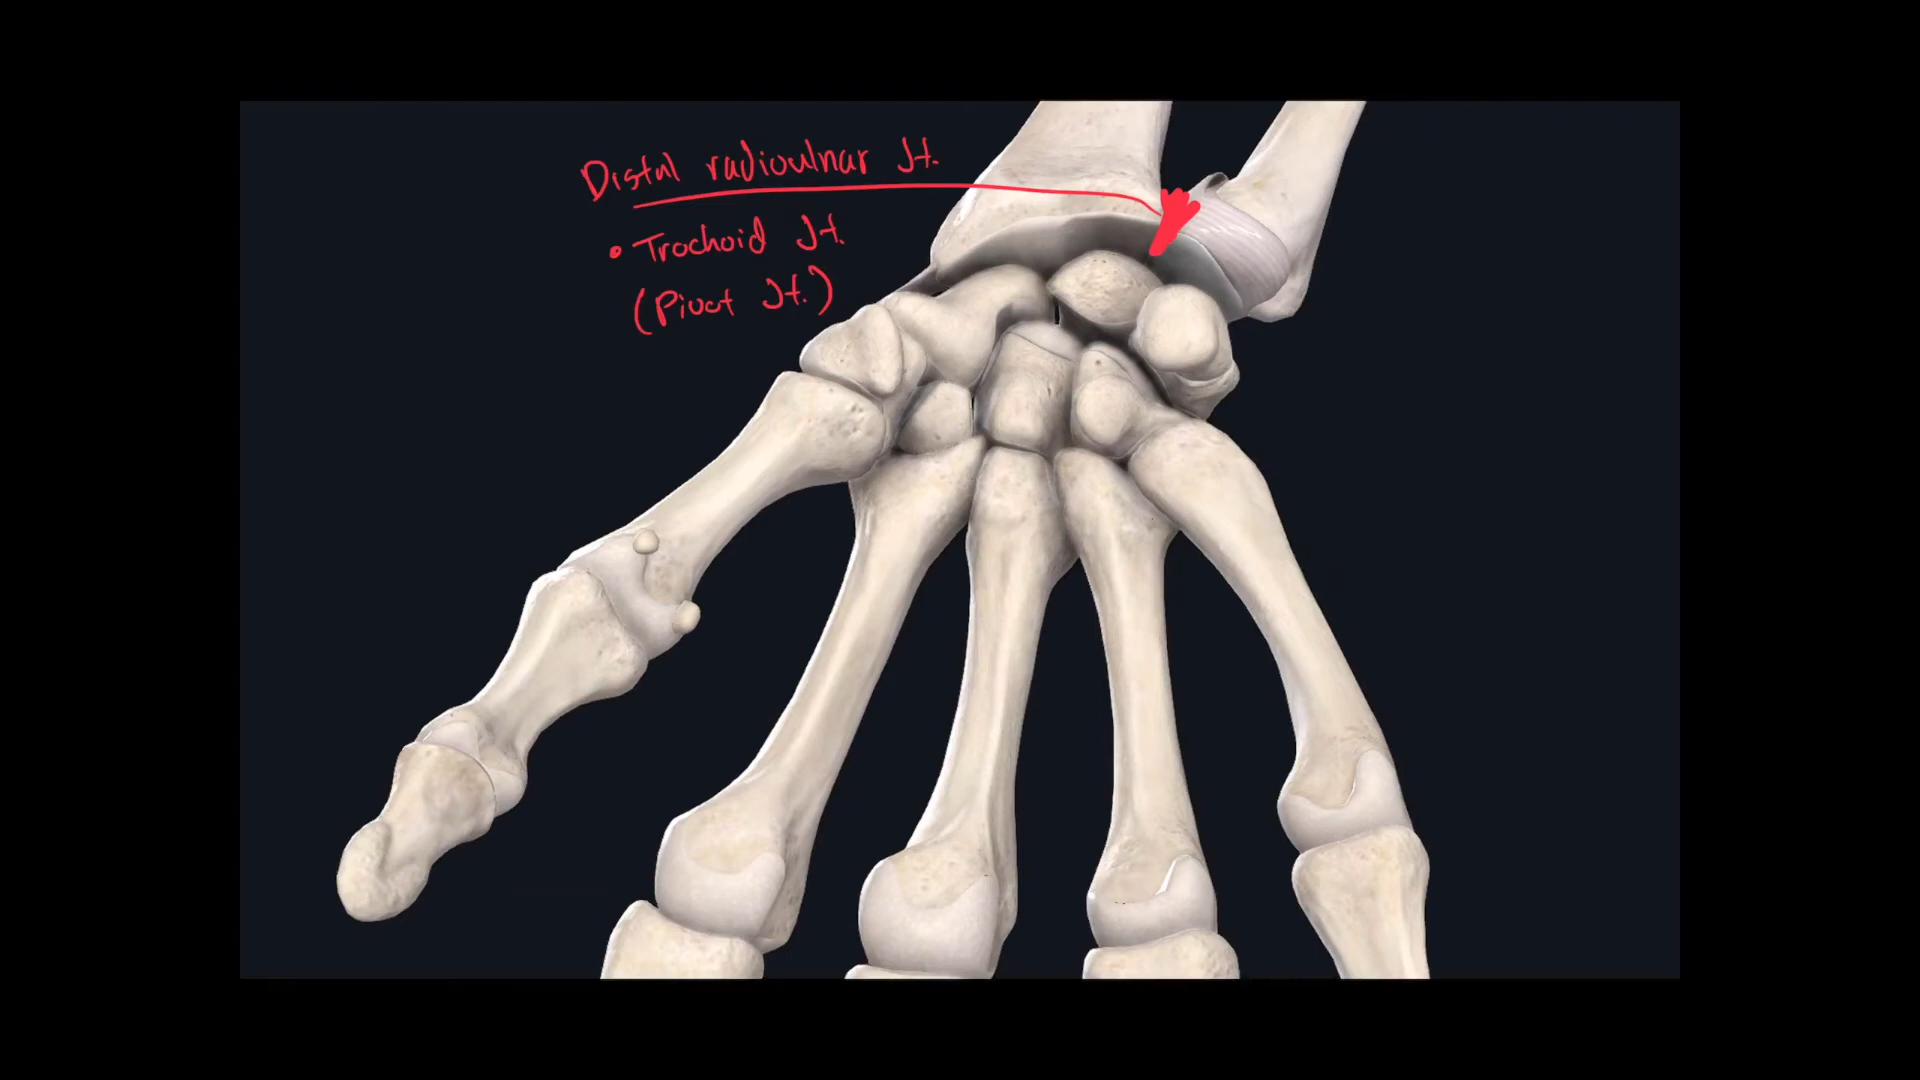 Distal radioulnar Jt.
• Trochoid Jt.
(Pivot Jt.)